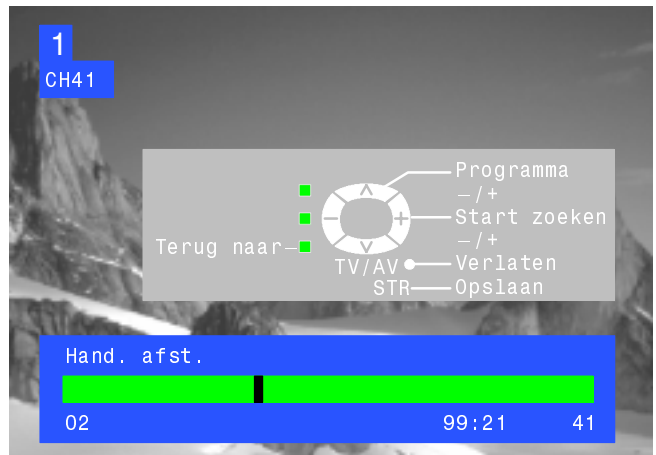 1
CH41
Programma
−/+
Start zoeken
−/+
Terug naar
TV/AV Verlaten
STR Opslaan
Hand. afst.
02 99:21 41